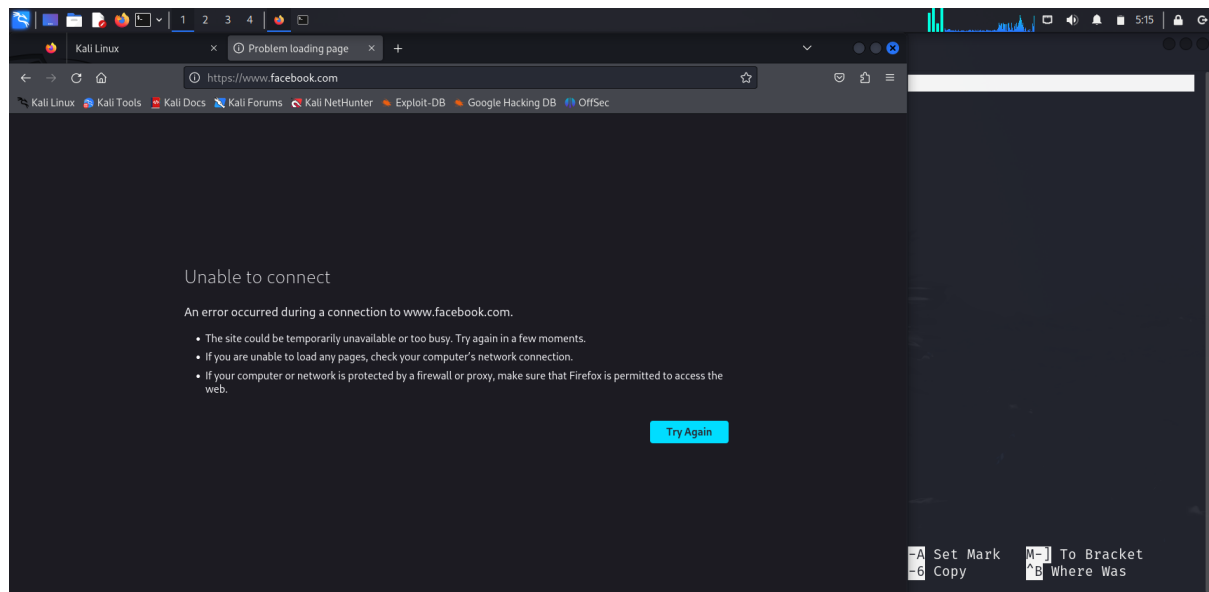 1 2 3 4
5:15
Kali Linux
Problem loading page
https://www.facebook.com
Kali Linux Kali Tools Kali Docs Kali Forums Kali NetHunter Exploit-DB Google Hacking DB OffSec
Unable to connect
An error occurred during a connection to www.facebook.com.
• The site could be temporarily unavailable or too busy. Try again in a few moments.
• If you are unable to load any pages, check your computer's network connection.
• If your computer or network is protected by a firewall or proxy, make sure that Firefox is permitted to access the
web.
Try Again
-A Set Mark M-] To Bracket
-6 Copy ^B Where Was